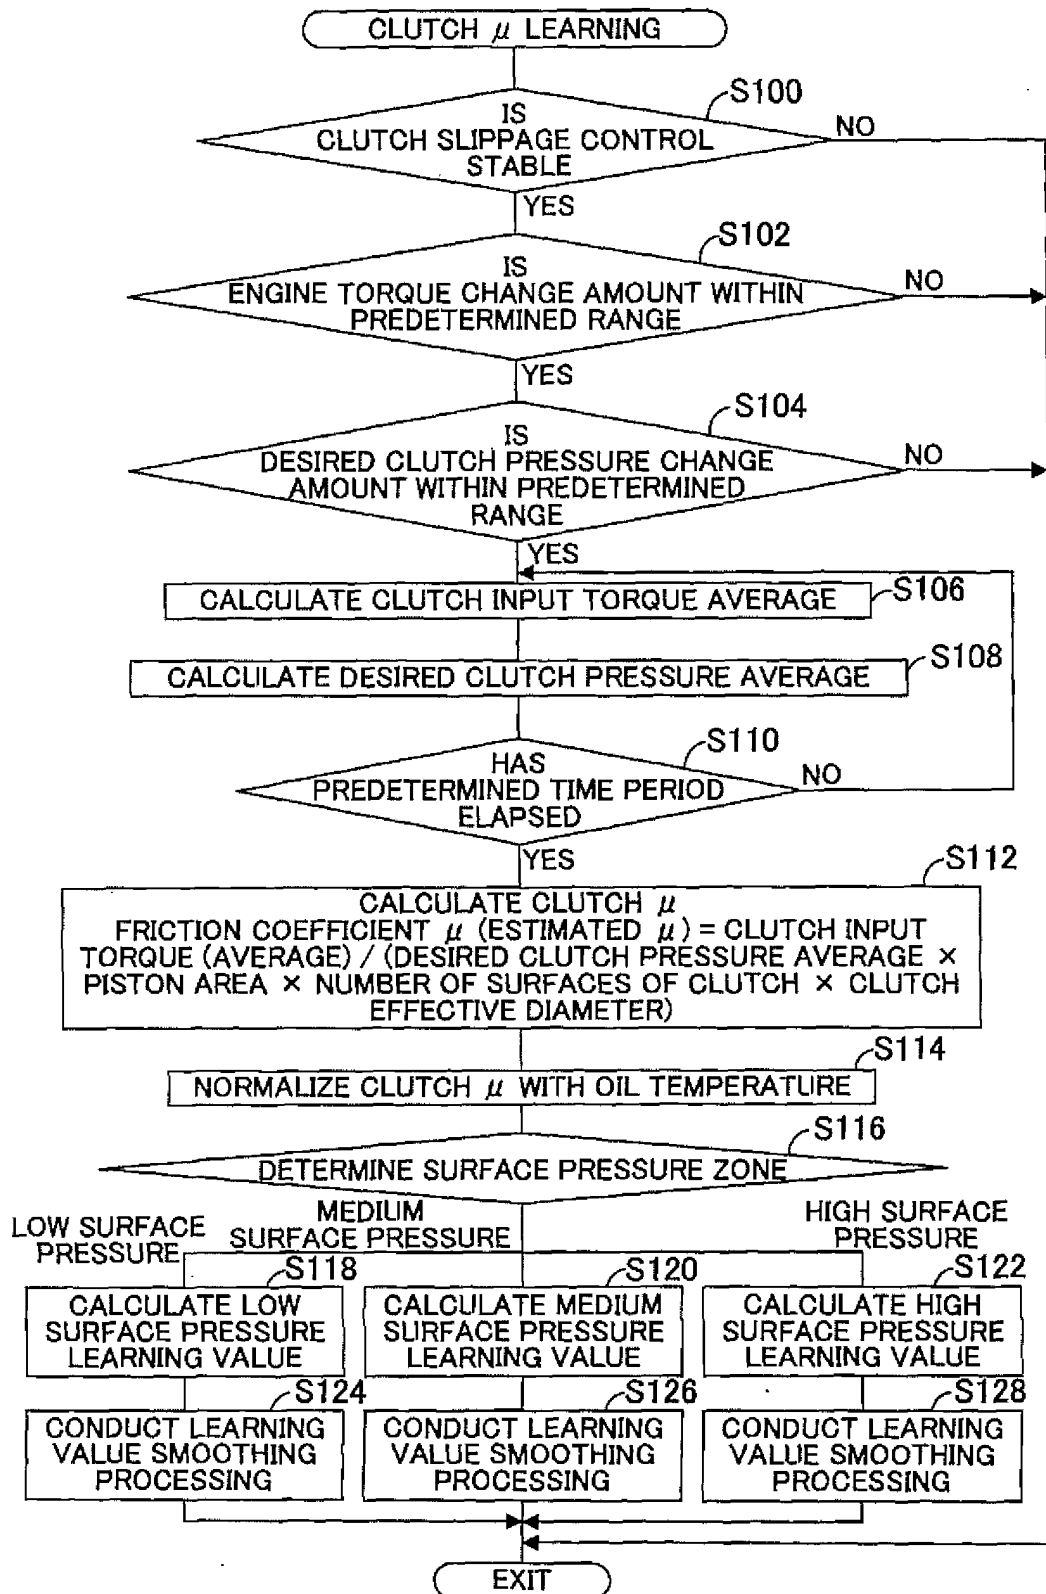 CLUTCH μ LEARNING
S100
IS
CLUTCH SLIPPAGE CONTROL
STABLE
NO
YES
S102
IS
ENGINE TORQUE CHANGE AMOUNT WITHIN
PREDETERMINED RANGE
NO
YES
S104
IS
DESIRED CLUTCH PRESSURE CHANGE
AMOUNT WITHIN PREDETERMINED
RANGE
NO
YES
CALCULATE CLUTCH INPUT TORQUE AVERAGE
S106
CALCULATE DESIRED CLUTCH PRESSURE AVERAGE
S108
S110
HAS
PREDETERMINED TIME PERIOD
ELAPSED
NO
YES
S112
CALCULATE CLUTCH μ
FRICTION COEFFICIENT μ (ESTIMATED μ) = CLUTCH INPUT
TORQUE (AVERAGE) / (DESIRED CLUTCH PRESSURE AVERAGE ×
PISTON AREA × NUMBER OF SURFACES OF CLUTCH × CLUTCH
EFFECTIVE DIAMETER)
S114
NORMALIZE CLUTCH μ WITH OIL TEMPERATURE
S116
DETERMINE SURFACE PRESSURE ZONE
LOW SURFACE
PRESSURE
MEDIUM
SURFACE PRESSURE
HIGH SURFACE
PRESSURE
S118
CALCULATE LOW
SURFACE PRESSURE
LEARNING VALUE
S120
CALCULATE MEDIUM
SURFACE PRESSURE
LEARNING VALUE
S122
CALCULATE HIGH
SURFACE PRESSURE
LEARNING VALUE
S124
CONDUCT LEARNING
VALUE SMOOTHING
PROCESSING
S126
CONDUCT LEARNING
VALUE SMOOTHING
PROCESSING
S128
CONDUCT LEARNING
VALUE SMOOTHING
PROCESSING
EXIT